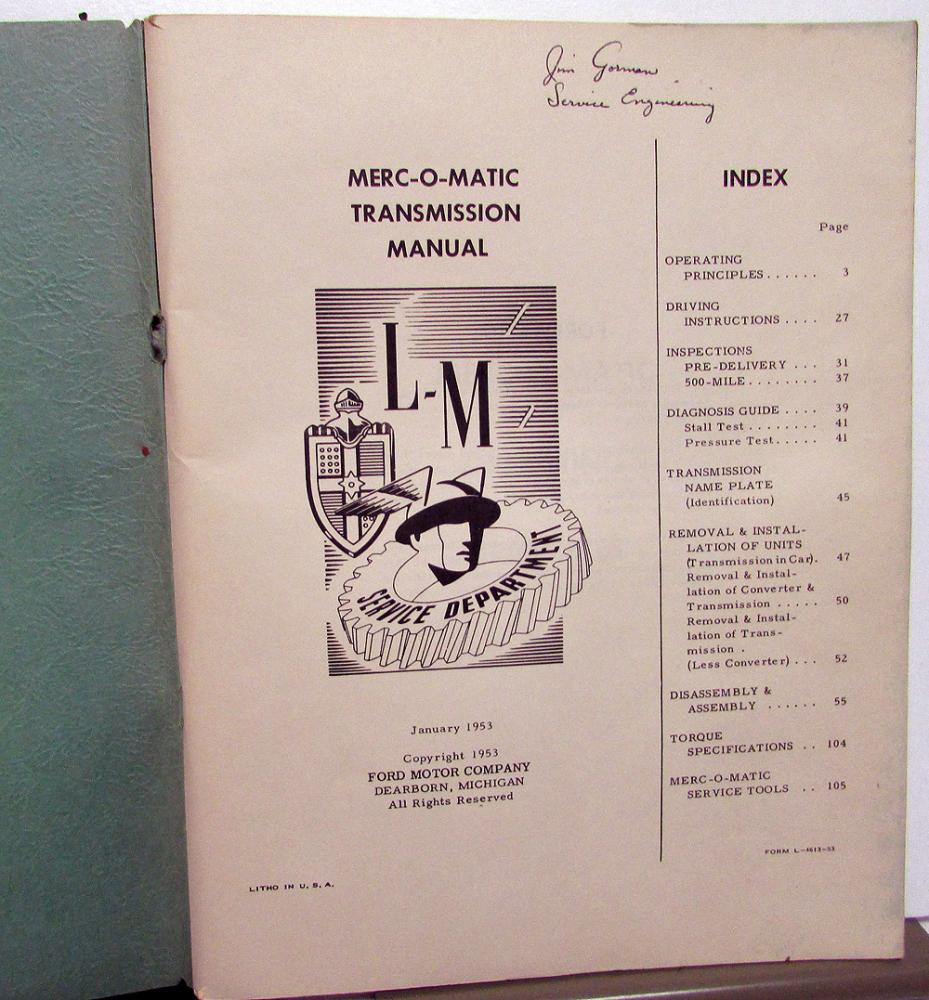 Jim Gorman
Service Engineering
MERC-O-MATIC
TRANSMISSION
MANUAL
L-M
SERVICE DEPARTMENT
January 1953
Copyright 1953
FORD MOTOR COMPANY
DEARBORN, MICHIGAN
All Rights Reserved
LITHO IN U. S. A.
INDEX
Page
OPERATING
PRINCIPLES . . . . . . 3
DRIVING
INSTRUCTIONS . . . . 27
INSPECTIONS
PRE-DELIVERY . . . 31
500-MILE . . . . . . . . 37
DIAGNOSIS GUIDE . . . . 39
Stall Test . . . . . . . . 41
Pressure Test . . . . . 41
TRANSMISSION
NAME PLATE
(Identification) 45
REMOVAL & INSTAL-
LATION OF UNITS
(Transmission in Car). 47
Removal & Instal-
lation of Converter &
Transmission . . . . . 50
Removal & Instal-
lation of Trans-
mission .
(Less Converter) . . . 52
DISASSEMBLY &
ASSEMBLY . . . . . . 55
TORQUE
SPECIFICATIONS . . 104
MERC-O-MATIC
SERVICE TOOLS . . 105
FORM L-4613-53